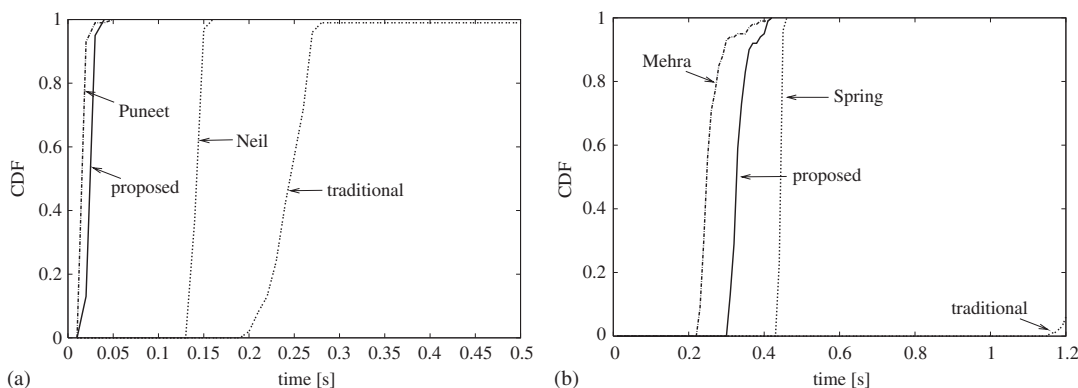 1
0.8
0.6
0.4
0.2
0
CDF
Puneet
proposed
Neil
traditional
0 0.05 0.1 0.15 0.2 0.25 0.3 0.35 0.4 0.45 0.5
time [s]
(a)
1
0.8
0.6
0.4
0.2
0
CDF
Mehra
Spring
proposed
traditional
0 0.2 0.4 0.6 0.8 1 1.2
time [s]
(b)